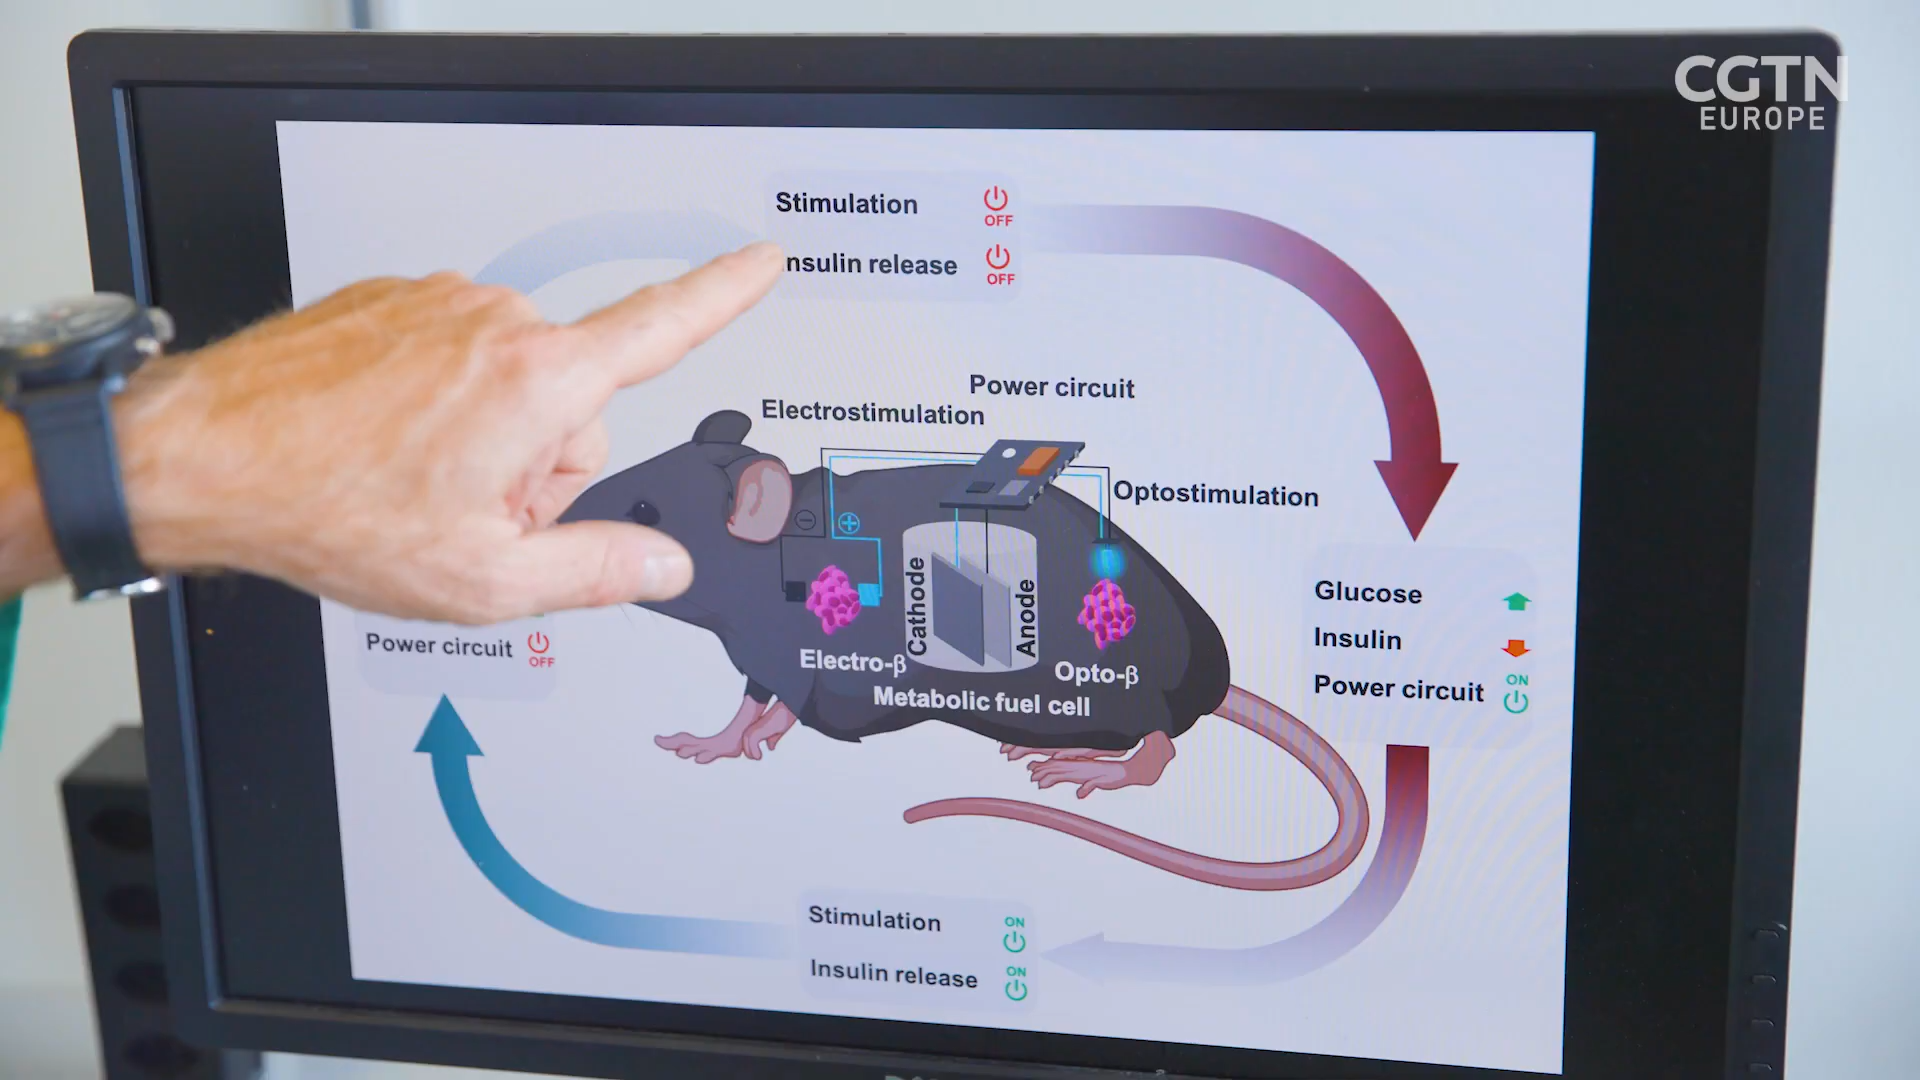 CGTN
EUROPE
Stimulation OFF
nsulin release OFF
Power circuit
Electrostimulation
Optostimulation
Cathode
Anode
Glucose
Insulin
Power circuit ON
Power circuit OFF
Electro-β
Opto-β
Metabolic fuel cell
Stimulation ON
Insulin release ON